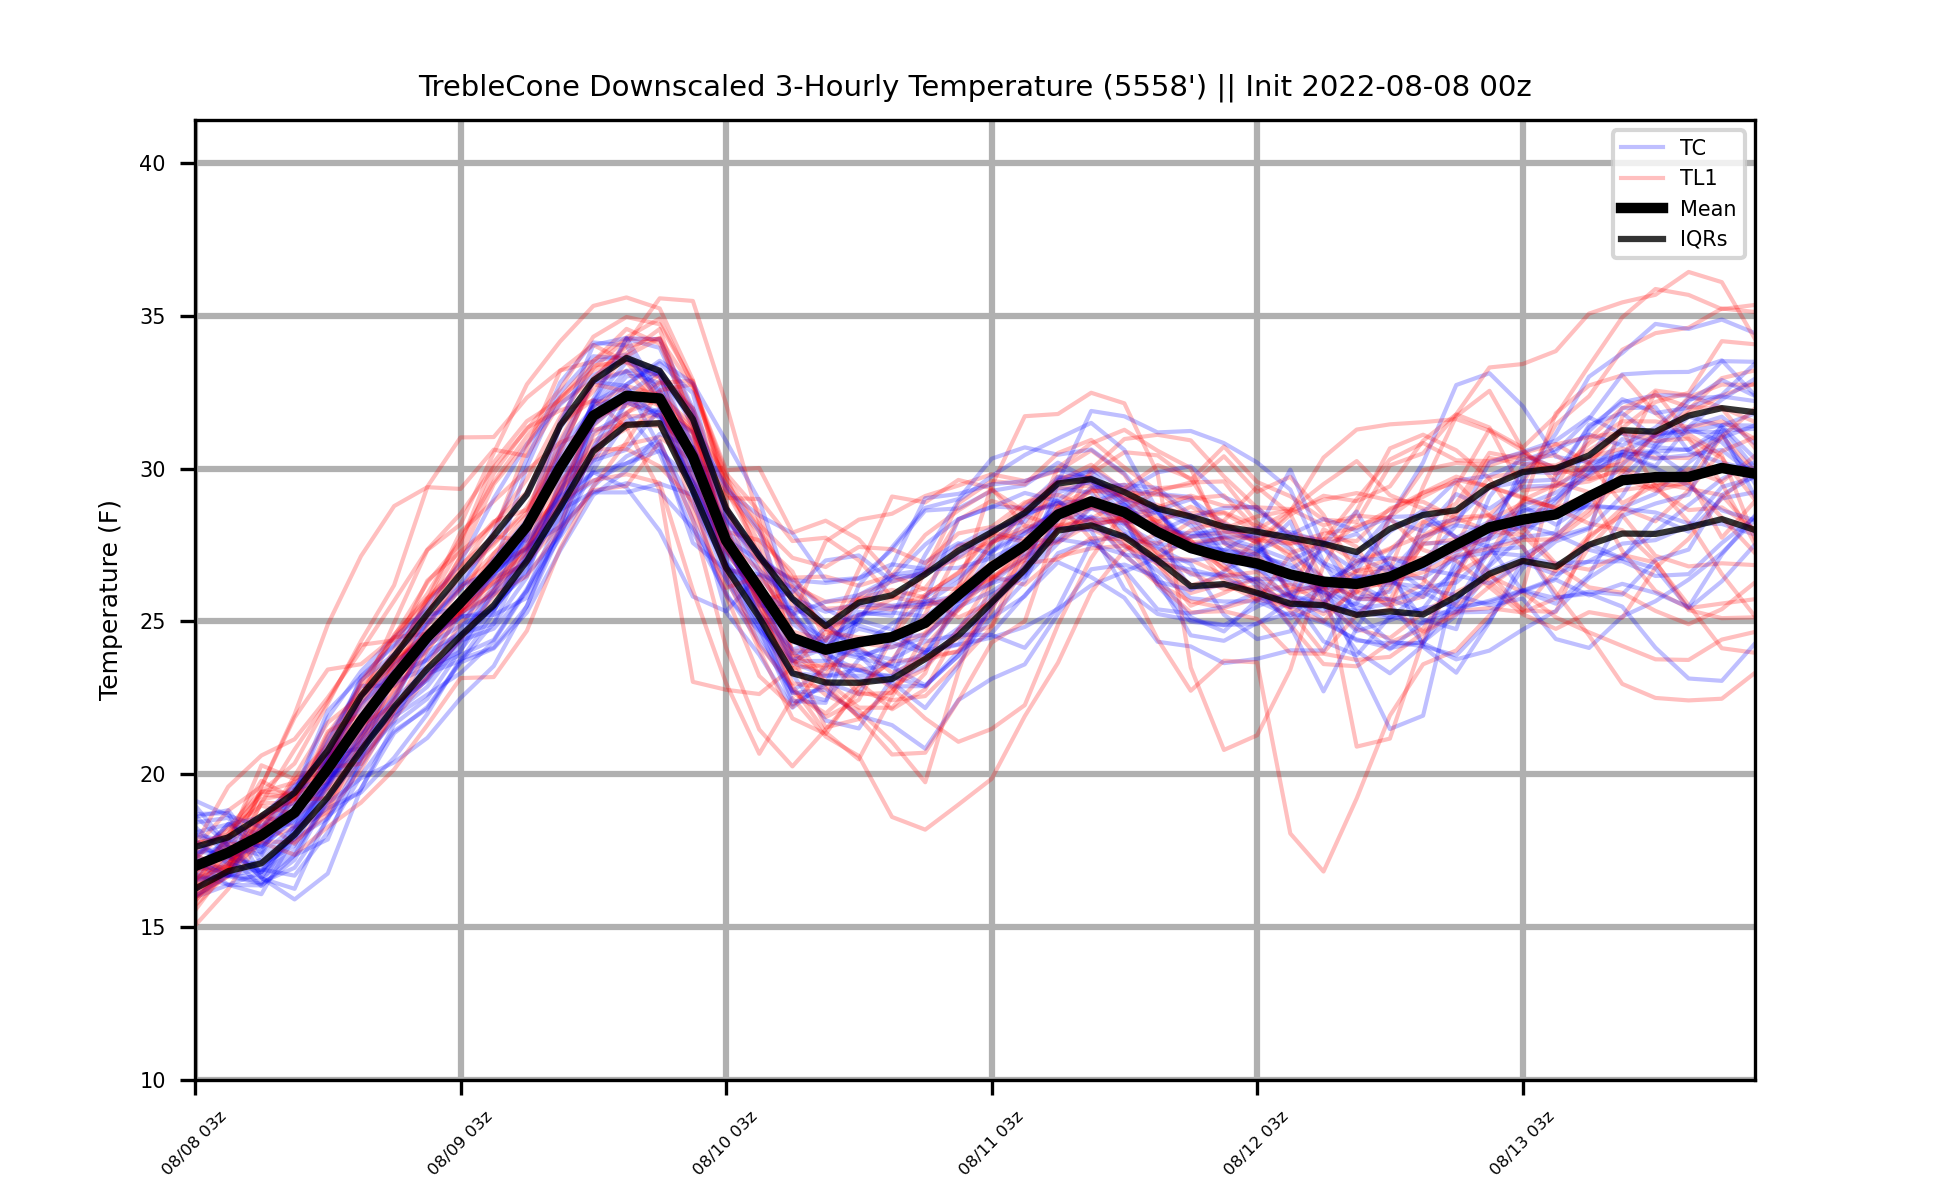 TrebleCone Downscaled 3-Hourly Temperature (5558') || Init 2022-08-08 00z
TC
TL1
Mean
IQRs
Temperature (F)
40
35
30
25
20
15
10
08/08 03z
08/09 03z
08/10 03z
08/11 03z
08/12 03z
08/13 03z